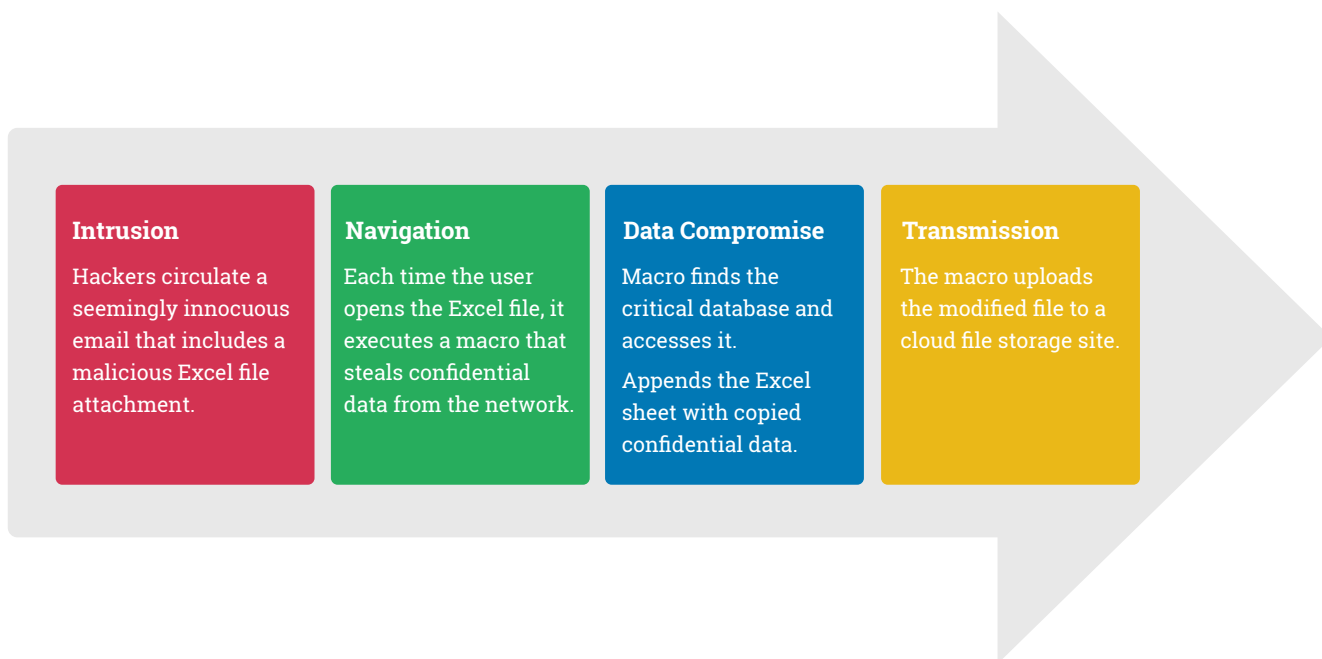 Intrusion
Hackers circulate a
seemingly innocuous
email that includes a
malicious Excel file
attachment.
Navigation
Each time the user
opens the Excel file, it
executes a macro that
steals confidential
data from the network.
Data Compromise
Macro finds the
critical database and
accesses it.
Appends the Excel
sheet with copied
confidential data.
Transmission
The macro uploads
the modified file to a
cloud file storage site.